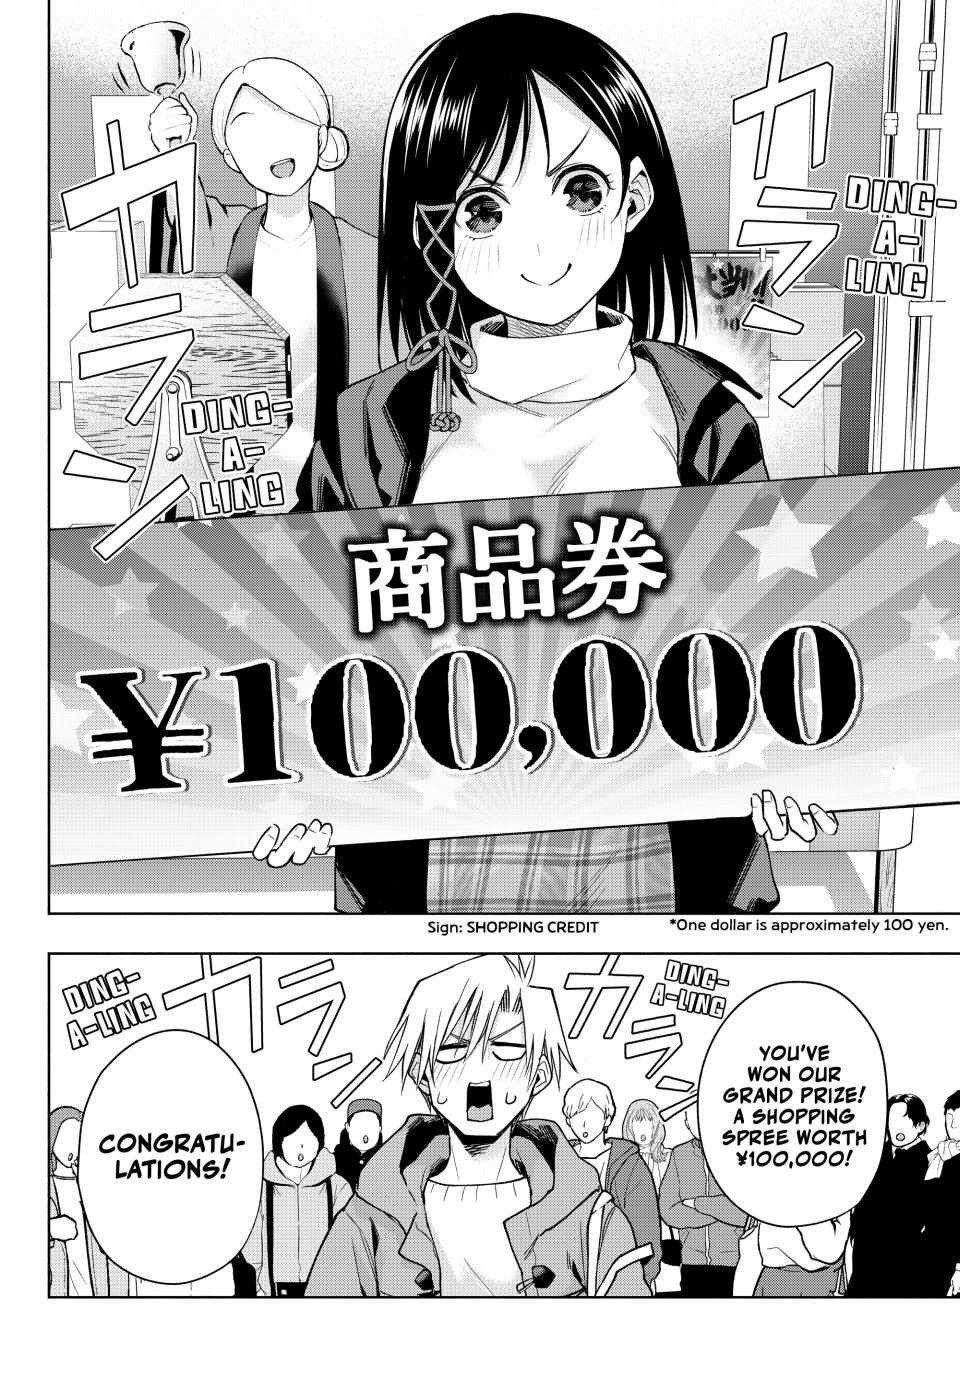 カラン
DING-
A-
LING
カラン
DING-
A-
LING
商品券
¥100,000
Sign: SHOPPING CREDIT
*One dollar is approximately 100 yen.
YOU'VE
WON OUR
GRAND PRIZE!
A SHOPPING
SPREE WORTH
¥100,000!
DING-
A-LING
カラン
カラン
DING-
A-LING
CONGRATU-
LATIONS!